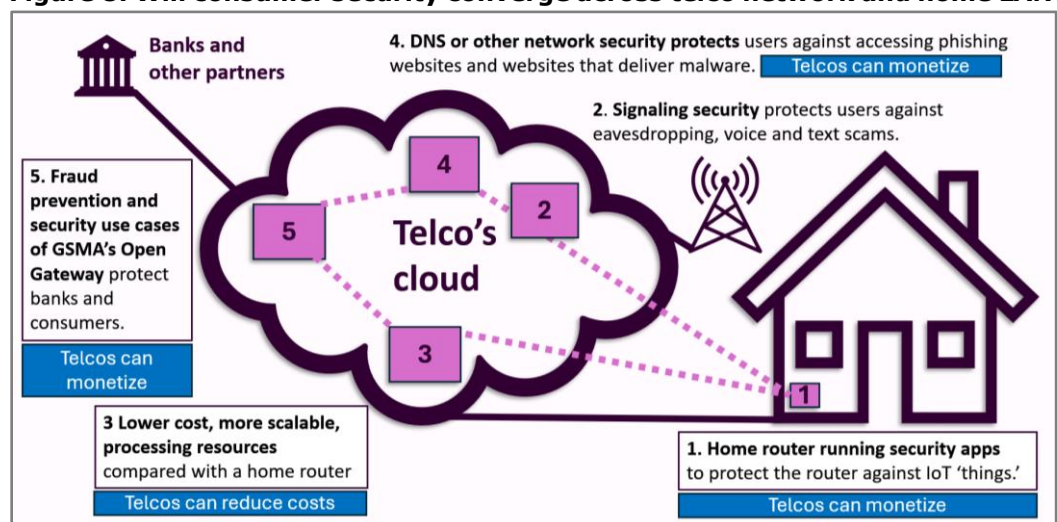 Banks and
other partners
4. DNS or other network security protects users against accessing phishing
websites and websites that deliver malware. Telcos can monetize
2. Signaling security protects users against
eavesdropping, voice and text scams.
5. Fraud
prevention and
security use cases
of GSMA's Open
Gateway protect
banks and
consumers.
Telcos can
monetize
4
2
5
Telco's
cloud
3
1
3 Lower cost, more scalable,
processing resources
compared with a home router
Telcos can reduce costs
1. Home router running security apps
to protect the router against IoT 'things.'
Telcos can monetize